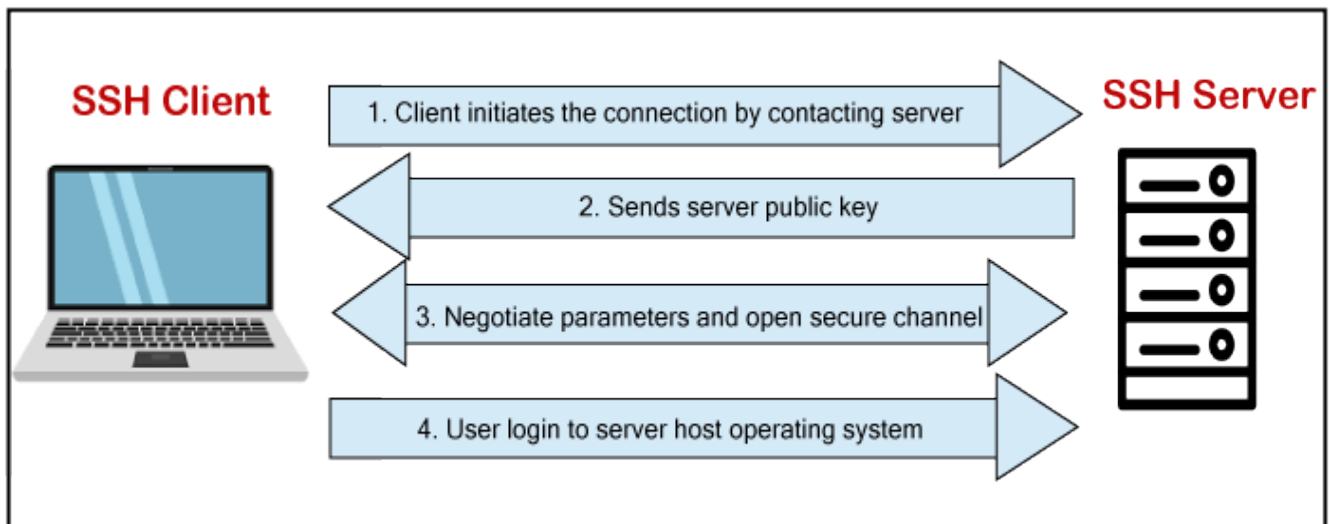 SSH Client
SSH Server
1. Client initiates the connection by contacting server
2. Sends server public key
3. Negotiate parameters and open secure channel
4. User login to server host operating system